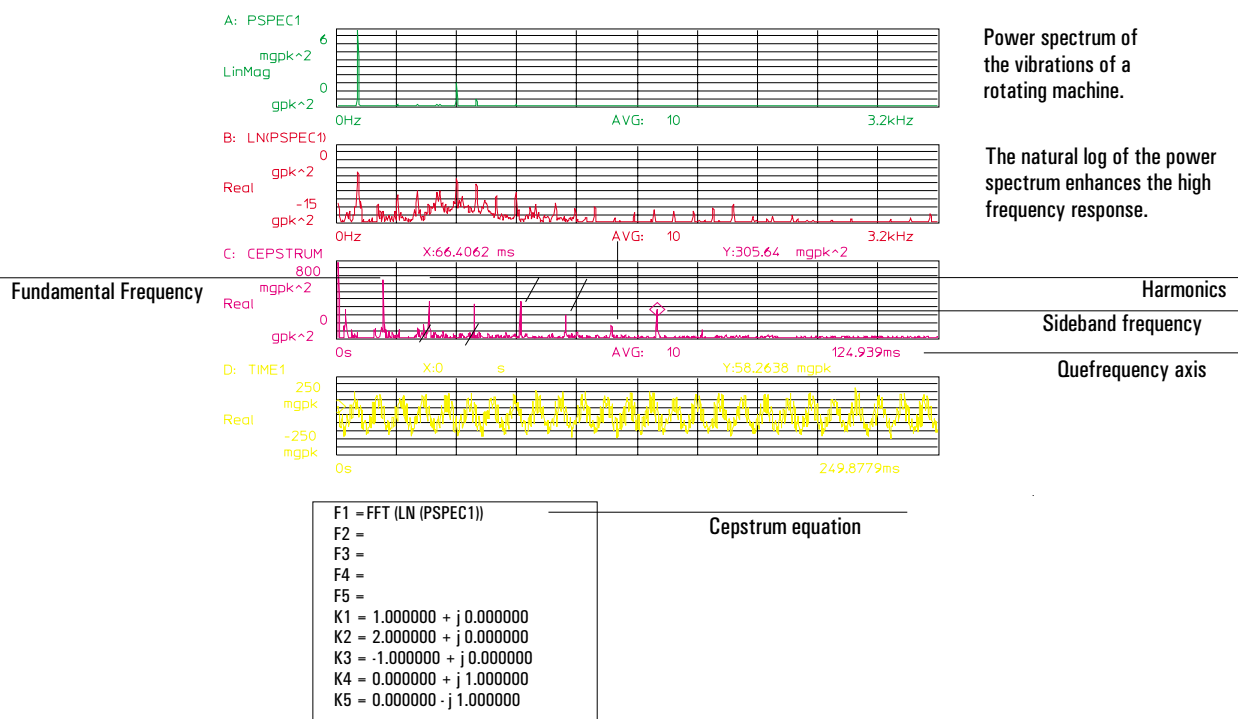 A: PSPEC1
6
mgpk^2
LinMag
0
gpk^2
0Hz AVG: 10 3.2kHz
Power spectrum of
the vibrations of a
rotating machine.
B: LN(PSPEC1)
0
gpk^2
Real
-15
gpk^2
0Hz AVG: 10 3.2kHz
The natural log of the power
spectrum enhances the high
frequency response.
C: CEPSTRUM X:66.4062 ms Y:305.64 mgpk^2
800
mgpk^2
Real
0
gpk^2
0s AVG: 10 124.939ms
Fundamental Frequency
Harmonics
Sideband frequency
Quefrequency axis
D: TIME1 X:0 s Y:58.2638 mgpk
250
mgpk
Real
-250
mgpk
0s 249.8779ms
F1 = FFT (LN (PSPEC1))
F2 =
F3 =
F4 =
F5 =
K1 = 1.000000 + j 0.000000
K2 = 2.000000 + j 0.000000
K3 = -1.000000 + j 0.000000
K4 = 0.000000 + j 1.000000
K5 = 0.000000 - j 1.000000
Cepstrum equation